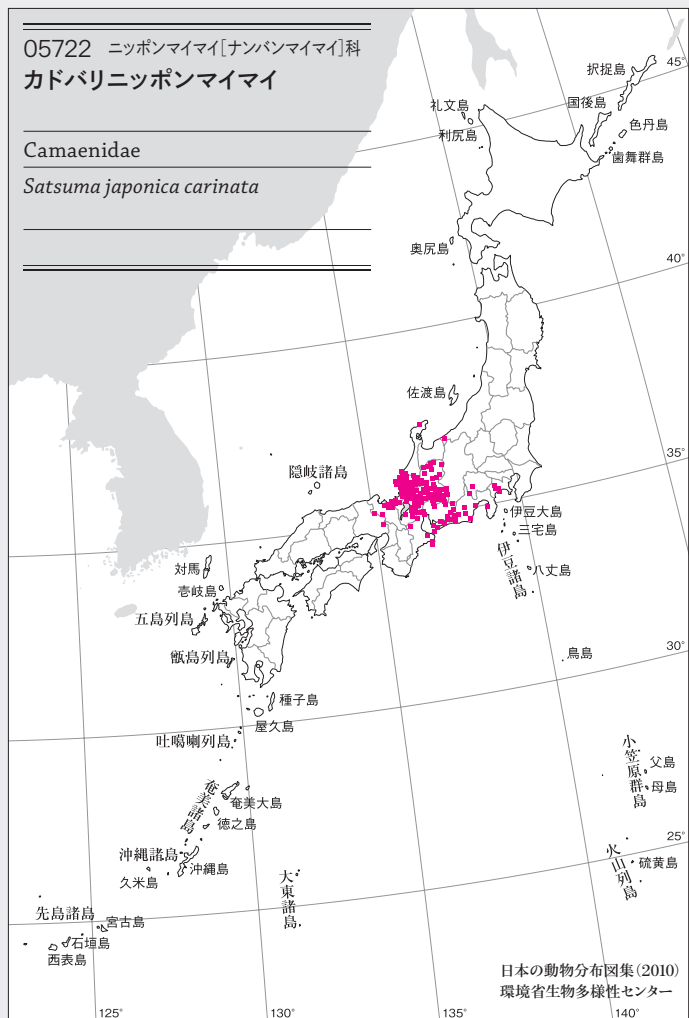 05722 ニッポンマイマイ［ナンバンマイマイ］科
カドバリニッポンマイマイ
Camaenidae
Satsuma japonica carinata
45°
択捉島
国後島
礼文島
色丹島
利尻島
歯舞群島
奥尻島
40°
佐渡島
35°
隠岐諸島
伊豆大島
三宅島
伊豆諸島
八丈島
対馬
壱岐島
五島列島
甑島列島
鳥島
30°
種子島
屋久島
吐噶喇列島
小笠原群島
父島
母島
奄美諸島
奄美大島
徳之島
25°
沖縄諸島
沖縄島
久米島
火山列島
硫黄島
大東諸島
先島諸島
宮古島
石垣島
西表島
日本の動物分布図集（2010）
環境省生物多様性センター
125°
130°
135°
140°